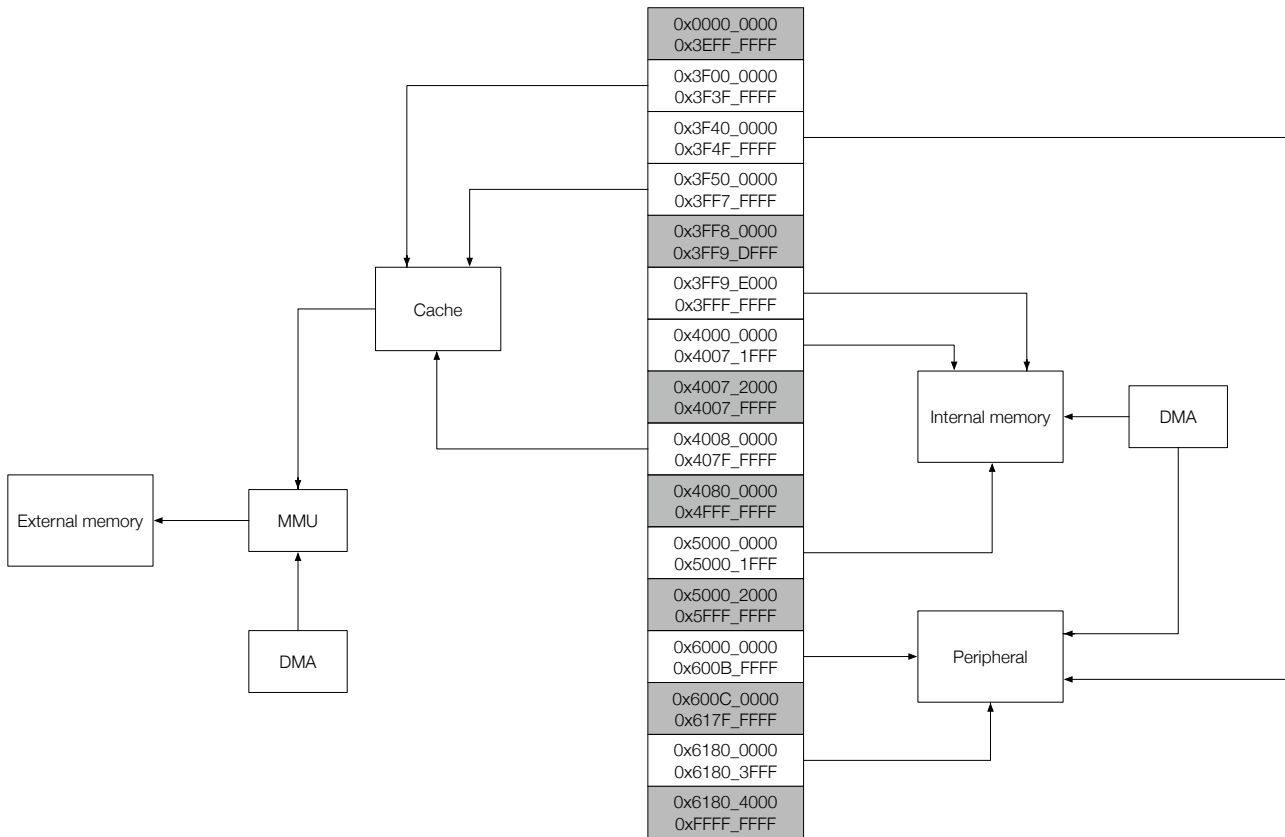 0x0000_0000
0x3EFF_FFFF
0x3F00_0000
0x3F3F_FFFF
0x3F40_0000
0x3F4F_FFFF
0x3F50_0000
0x3FF7_FFFF
0x3FF8_0000
0x3FF9_DFFF
0x3FF9_E000
0x3FFF_FFFF
0x4000_0000
0x4007_1FFF
0x4007_2000
0x4007_FFFF
0x4008_0000
0x407F_FFFF
0x4080_0000
0x4FFF_FFFF
0x5000_0000
0x5000_1FFF
0x5000_2000
0x5FFF_FFFF
0x6000_0000
0x600B_FFFF
0x600C_0000
0x617F_FFFF
0x6180_0000
0x6180_3FFF
0x6180_4000
0xFFFF_FFFF
Cache
External memory
MMU
DMA
Internal memory
DMA
Peripheral